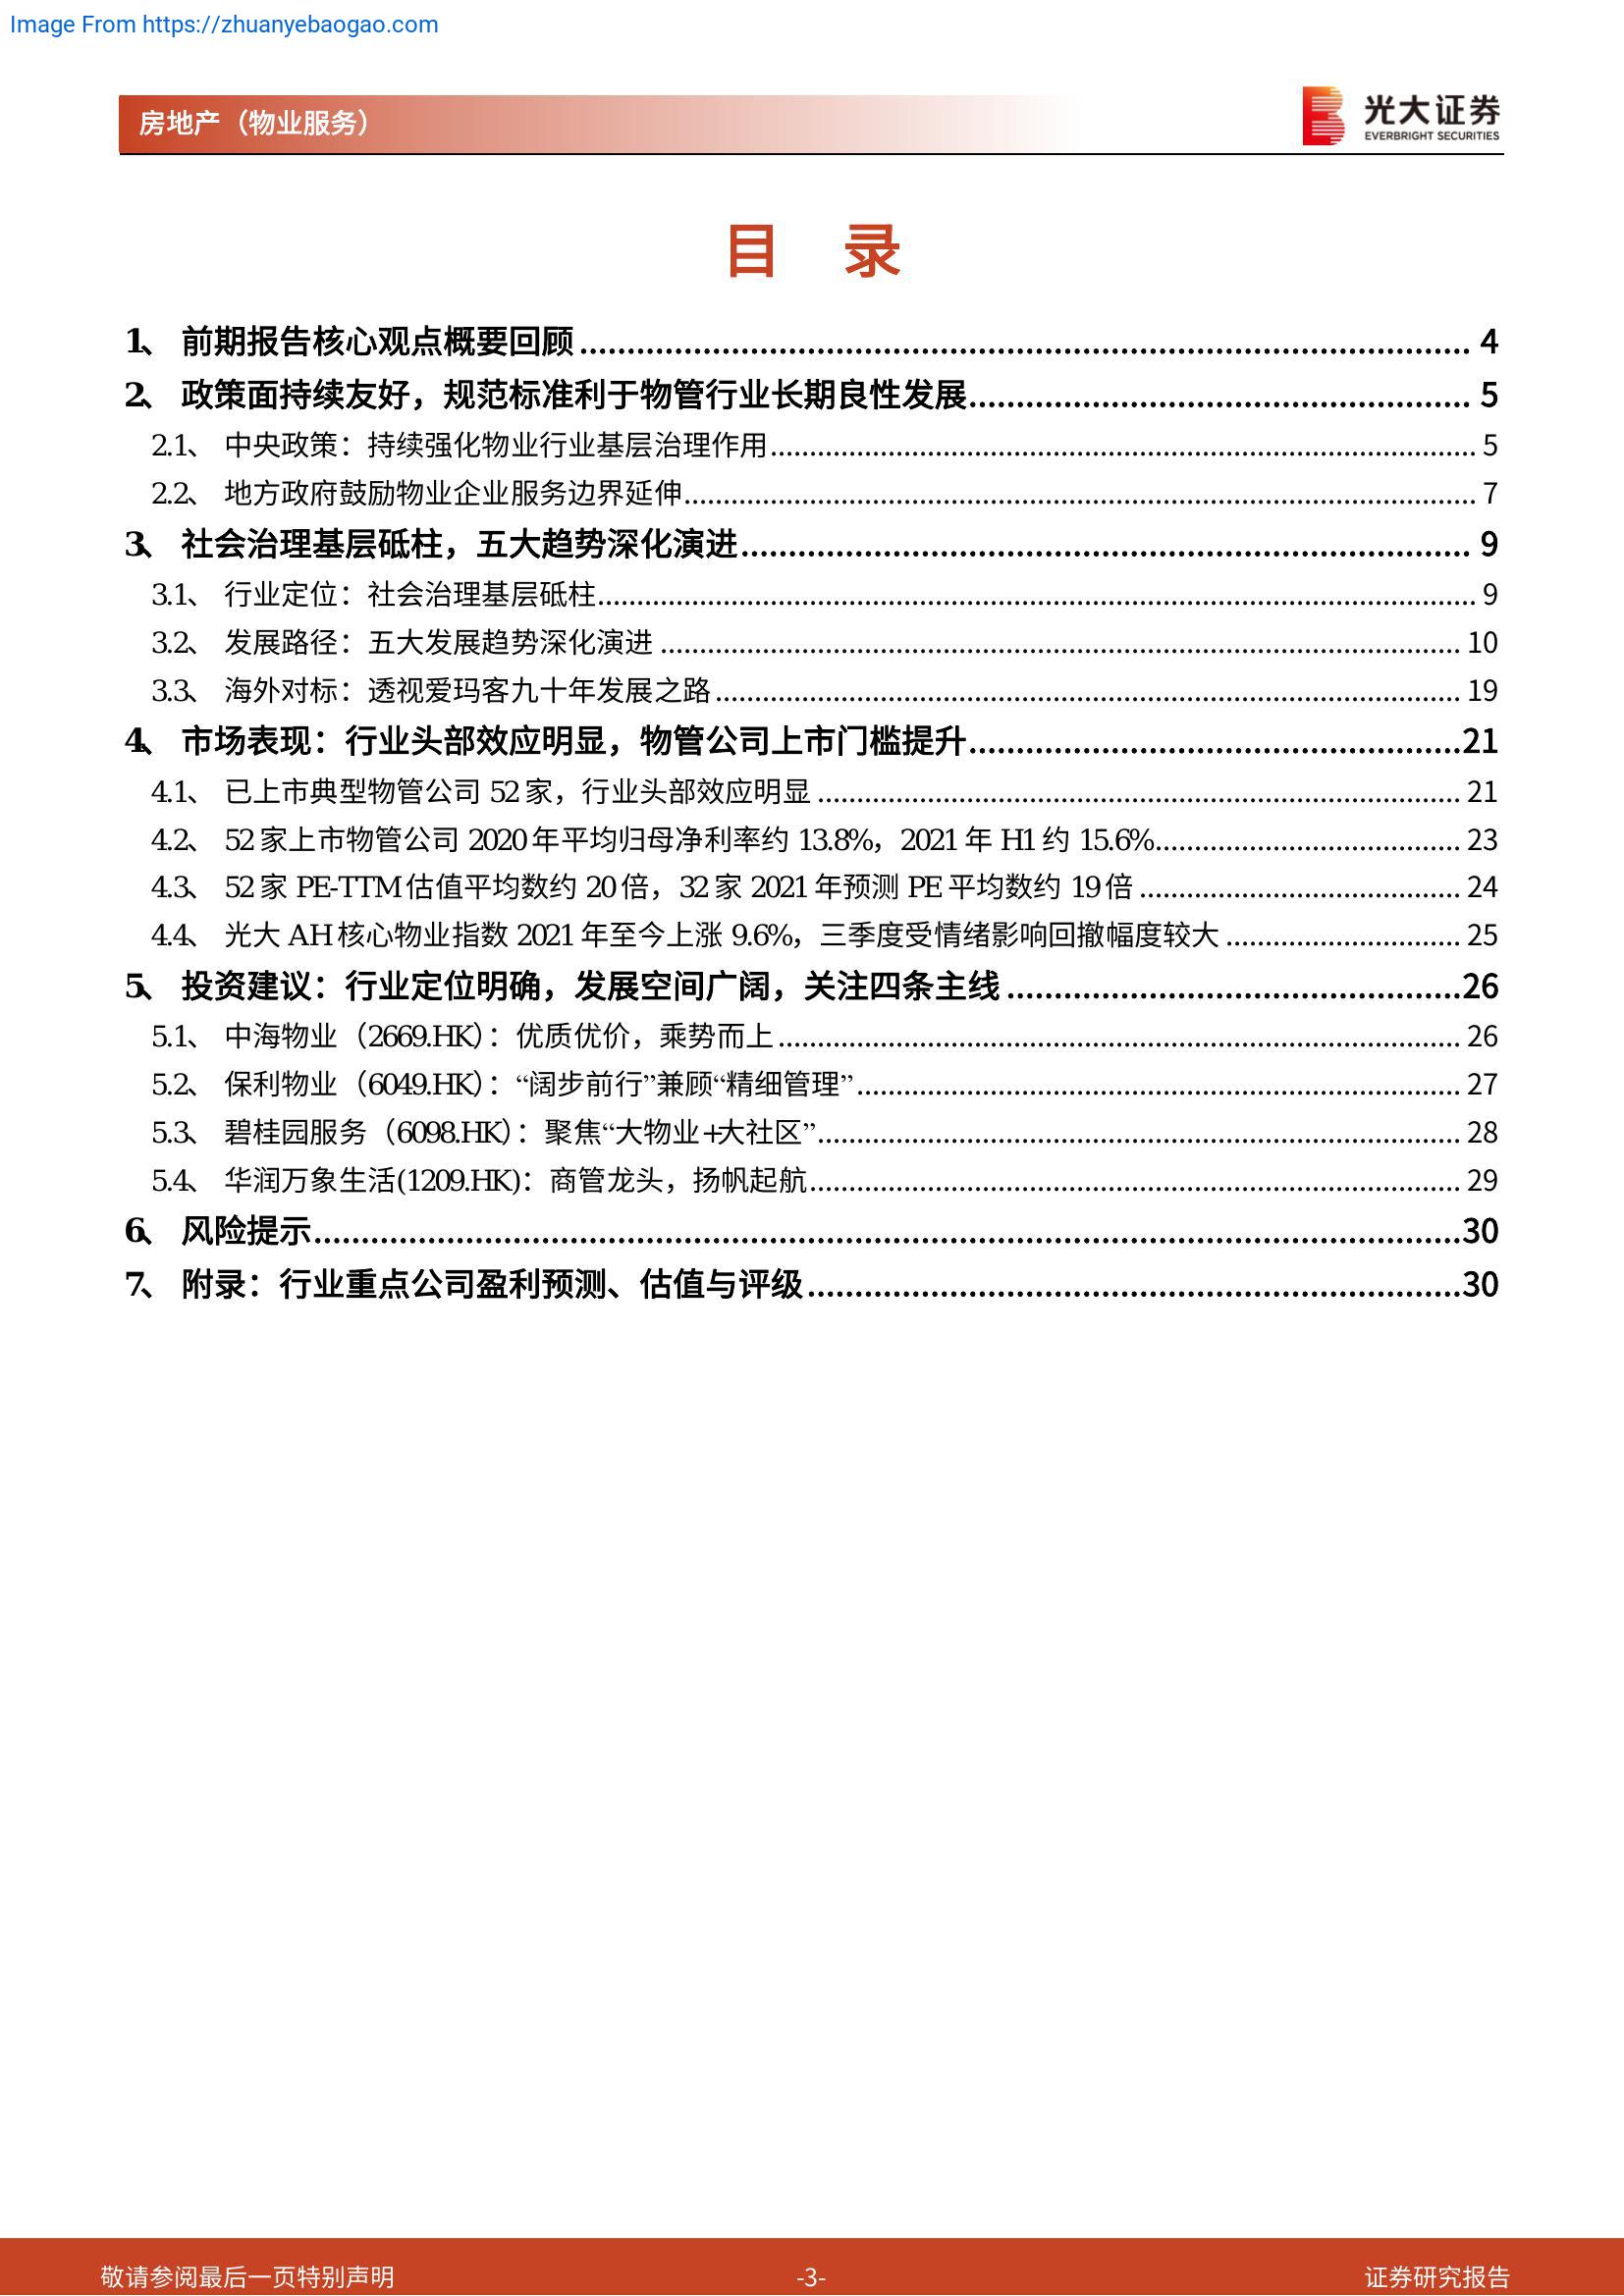 Image From https://zhuanyebaogao.com
房地产（物业服务）
光大证券
EVERBRIGHT SECURITIES
目 录
1、 前期报告核心观点概要回顾 4
2、 政策面持续友好，规范标准利于物管行业长期良性发展 5
2.1、 中央政策：持续强化物业行业基层治理作用 5
2.2、 地方政府鼓励物业企业服务边界延伸 7
3、 社会治理基层砥柱，五大趋势深化演进 9
3.1、 行业定位：社会治理基层砥柱 9
3.2、 发展路径：五大发展趋势深化演进 10
3.3、 海外对标：透视爱玛客九十年发展之路 19
4、 市场表现：行业头部效应明显，物管公司上市门槛提升 21
4.1、 已上市典型物管公司 52 家，行业头部效应明显 21
4.2、 52 家上市物管公司 2020 年平均归母净利率约 13.8%，2021 年 H1 约 15.6% 23
4.3、 52 家 PE-TTM 估值平均数约 20 倍，32 家 2021 年预测 PE 平均数约 19 倍 24
4.4、 光大 AH 核心物业指数 2021 年至今上涨 9.6%，三季度受情绪影响回撤幅度较大 25
5、 投资建议：行业定位明确，发展空间广阔，关注四条主线 26
5.1、 中海物业（2669.HK）：优质优价，乘势而上 26
5.2、 保利物业（6049.HK）：“阔步前行”兼顾“精细管理” 27
5.3、 碧桂园服务（6098.HK）：聚焦“大物业+大社区” 28
5.4、 华润万象生活(1209.HK)：商管龙头，扬帆起航 29
6、 风险提示 30
7、 附录：行业重点公司盈利预测、估值与评级 30
敬请参阅最后一页特别声明 -3- 证券研究报告